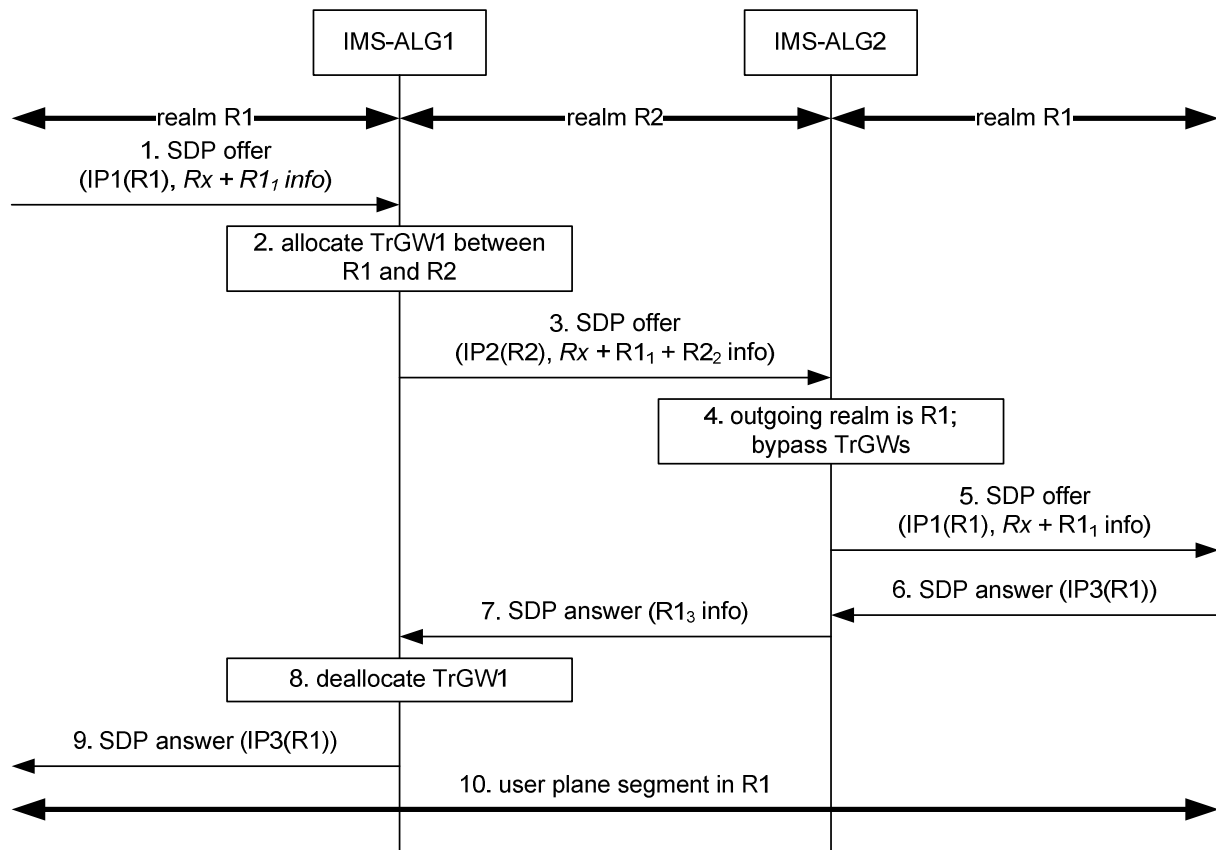 IMS-ALG1
IMS-ALG2
realm R1
realm R2
realm R1
1. SDP offer
(IP1(R1), Rx + R1₁ info)
2. allocate TrGW1 between
R1 and R2
3. SDP offer
(IP2(R2), Rx + R1₁ + R2₂ info)
4. outgoing realm is R1;
bypass TrGWs
5. SDP offer
(IP1(R1), Rx + R1₁ info)
6. SDP answer (IP3(R1))
7. SDP answer (R1₃ info)
8. deallocate TrGW1
9. SDP answer (IP3(R1))
10. user plane segment in R1